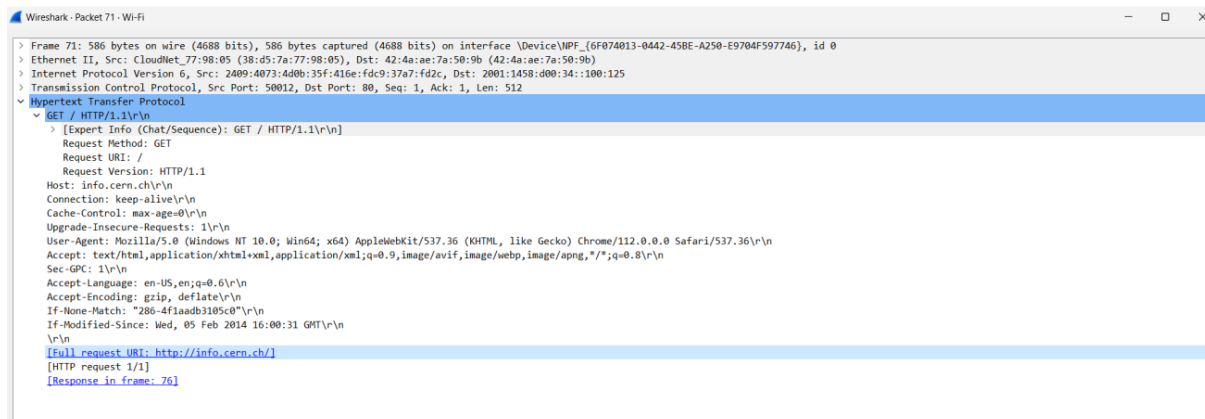 Wireshark · Packet 71 · Wi-Fi
Frame 71: 586 bytes on wire (4688 bits), 586 bytes captured (4688 bits) on interface \Device\NPF_{6F074013-0442-45BE-A250-E9704F597746}, id 0
Ethernet II, Src: CloudNet_77:98:05 (38:d5:7a:77:98:05), Dst: 42:4a:ae:7a:50:9b (42:4a:ae:7a:50:9b)
Internet Protocol Version 6, Src: 2409:4073:4d0b:35f:416e:fdc9:37a7:fd2c, Dst: 2001:1458:d00:34::100:125
Transmission Control Protocol, Src Port: 50012, Dst Port: 80, Seq: 1, Ack: 1, Len: 512
Hypertext Transfer Protocol
GET / HTTP/1.1\r\n
[Expert Info (Chat/Sequence): GET / HTTP/1.1\r\n]
Request Method: GET
Request URI: /
Request Version: HTTP/1.1
Host: info.cern.ch\r\n
Connection: keep-alive\r\n
Cache-Control: max-age=0\r\n
Upgrade-Insecure-Requests: 1\r\n
User-Agent: Mozilla/5.0 (Windows NT 10.0; Win64; x64) AppleWebKit/537.36 (KHTML, like Gecko) Chrome/112.0.0.0 Safari/537.36\r\n
Accept: text/html,application/xhtml+xml,application/xml;q=0.9,image/avif,image/webp,image/apng,*/*;q=0.8\r\n
Sec-GPC: 1\r\n
Accept-Language: en-US,en;q=0.6\r\n
Accept-Encoding: gzip, deflate\r\n
If-None-Match: "286-4f1aadb3105c0"\r\n
If-Modified-Since: Wed, 05 Feb 2014 16:00:31 GMT\r\n
\r\n
[Full request URI: http://info.cern.ch/]
[HTTP request 1/1]
[Response in frame: 76]